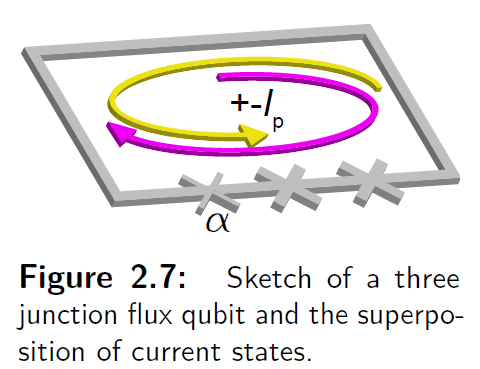 +-Ip
α
Figure 2.7: Sketch of a three
junction flux qubit and the superpo-
sition of current states.